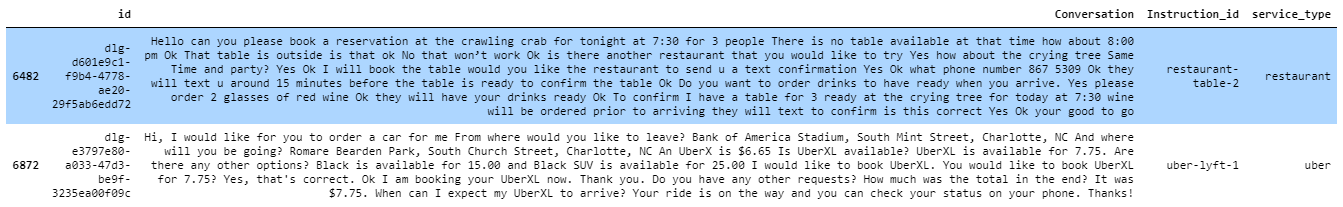 id Conversation Instruction_id service_type
dlg-
Hello can you please book a reservation at the crawling crab for tonight at 7:30 for 3 people There is no table available at that time how about 8:00
d601e9c1-
pm Ok That table is outside is that ok No that won't work Ok is there another restaurant that you would like to try Yes how about the crying tree Same
6482 f9b4-4778- Time and party? Yes Ok I will book the table would you like the restaurant to send u a text confirmation Yes Ok what phone number 867 5309 Ok they restaurant- restaurant
ae20- will text u around 15 minutes before the table is ready to confirm the table Ok Do you want to order drinks to have ready when you arrive. Yes please table-2
29f5ab6edd72 order 2 glasses of red wine Ok they will have your drinks ready Ok To confirm I have a table for 3 ready at the crying tree for today at 7:30 wine
will be ordered prior to arriving they will text to confirm is this correct Yes Ok your good to go
dlg- Hi, I would like for you to order a car for me From where would you like to leave? Bank of America Stadium, South Mint Street, Charlotte, NC And where
e3797e80- will you be going? Romare Bearden Park, South Church Street, Charlotte, NC An UberX is $6.65 Is UberXL available? UberXL is available for 7.75. Are
6872 a033-47d3- there any other options? Black is available for 15.00 and Black SUV is available for 25.00 I would like to book UberXL. You would like to book UberXL uber-lyft-1 uber
be9f- for 7.75? Yes, that's correct. Ok I am booking your UberXL now. Thank you. Do you have any other requests? How much was the total in the end? It was
3235ea00f09c $7.75. When can I expect my UberXL to arrive? Your ride is on the way and you can check your status on your phone. Thanks!